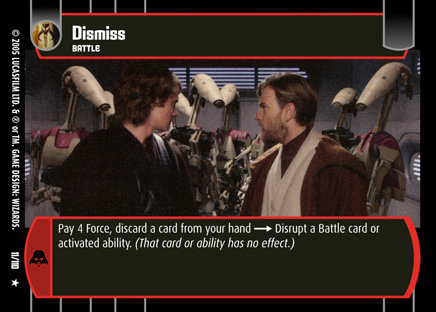 Dismiss
BATTLE
Pay 4 Force, discard a card from your hand → Disrupt a Battle card or
activated ability. (That card or ability has no effect.)
© 2005 LUCASFILM LTD. & ® or TM. GAME DESIGN: WIZARDS.
11/110 ★